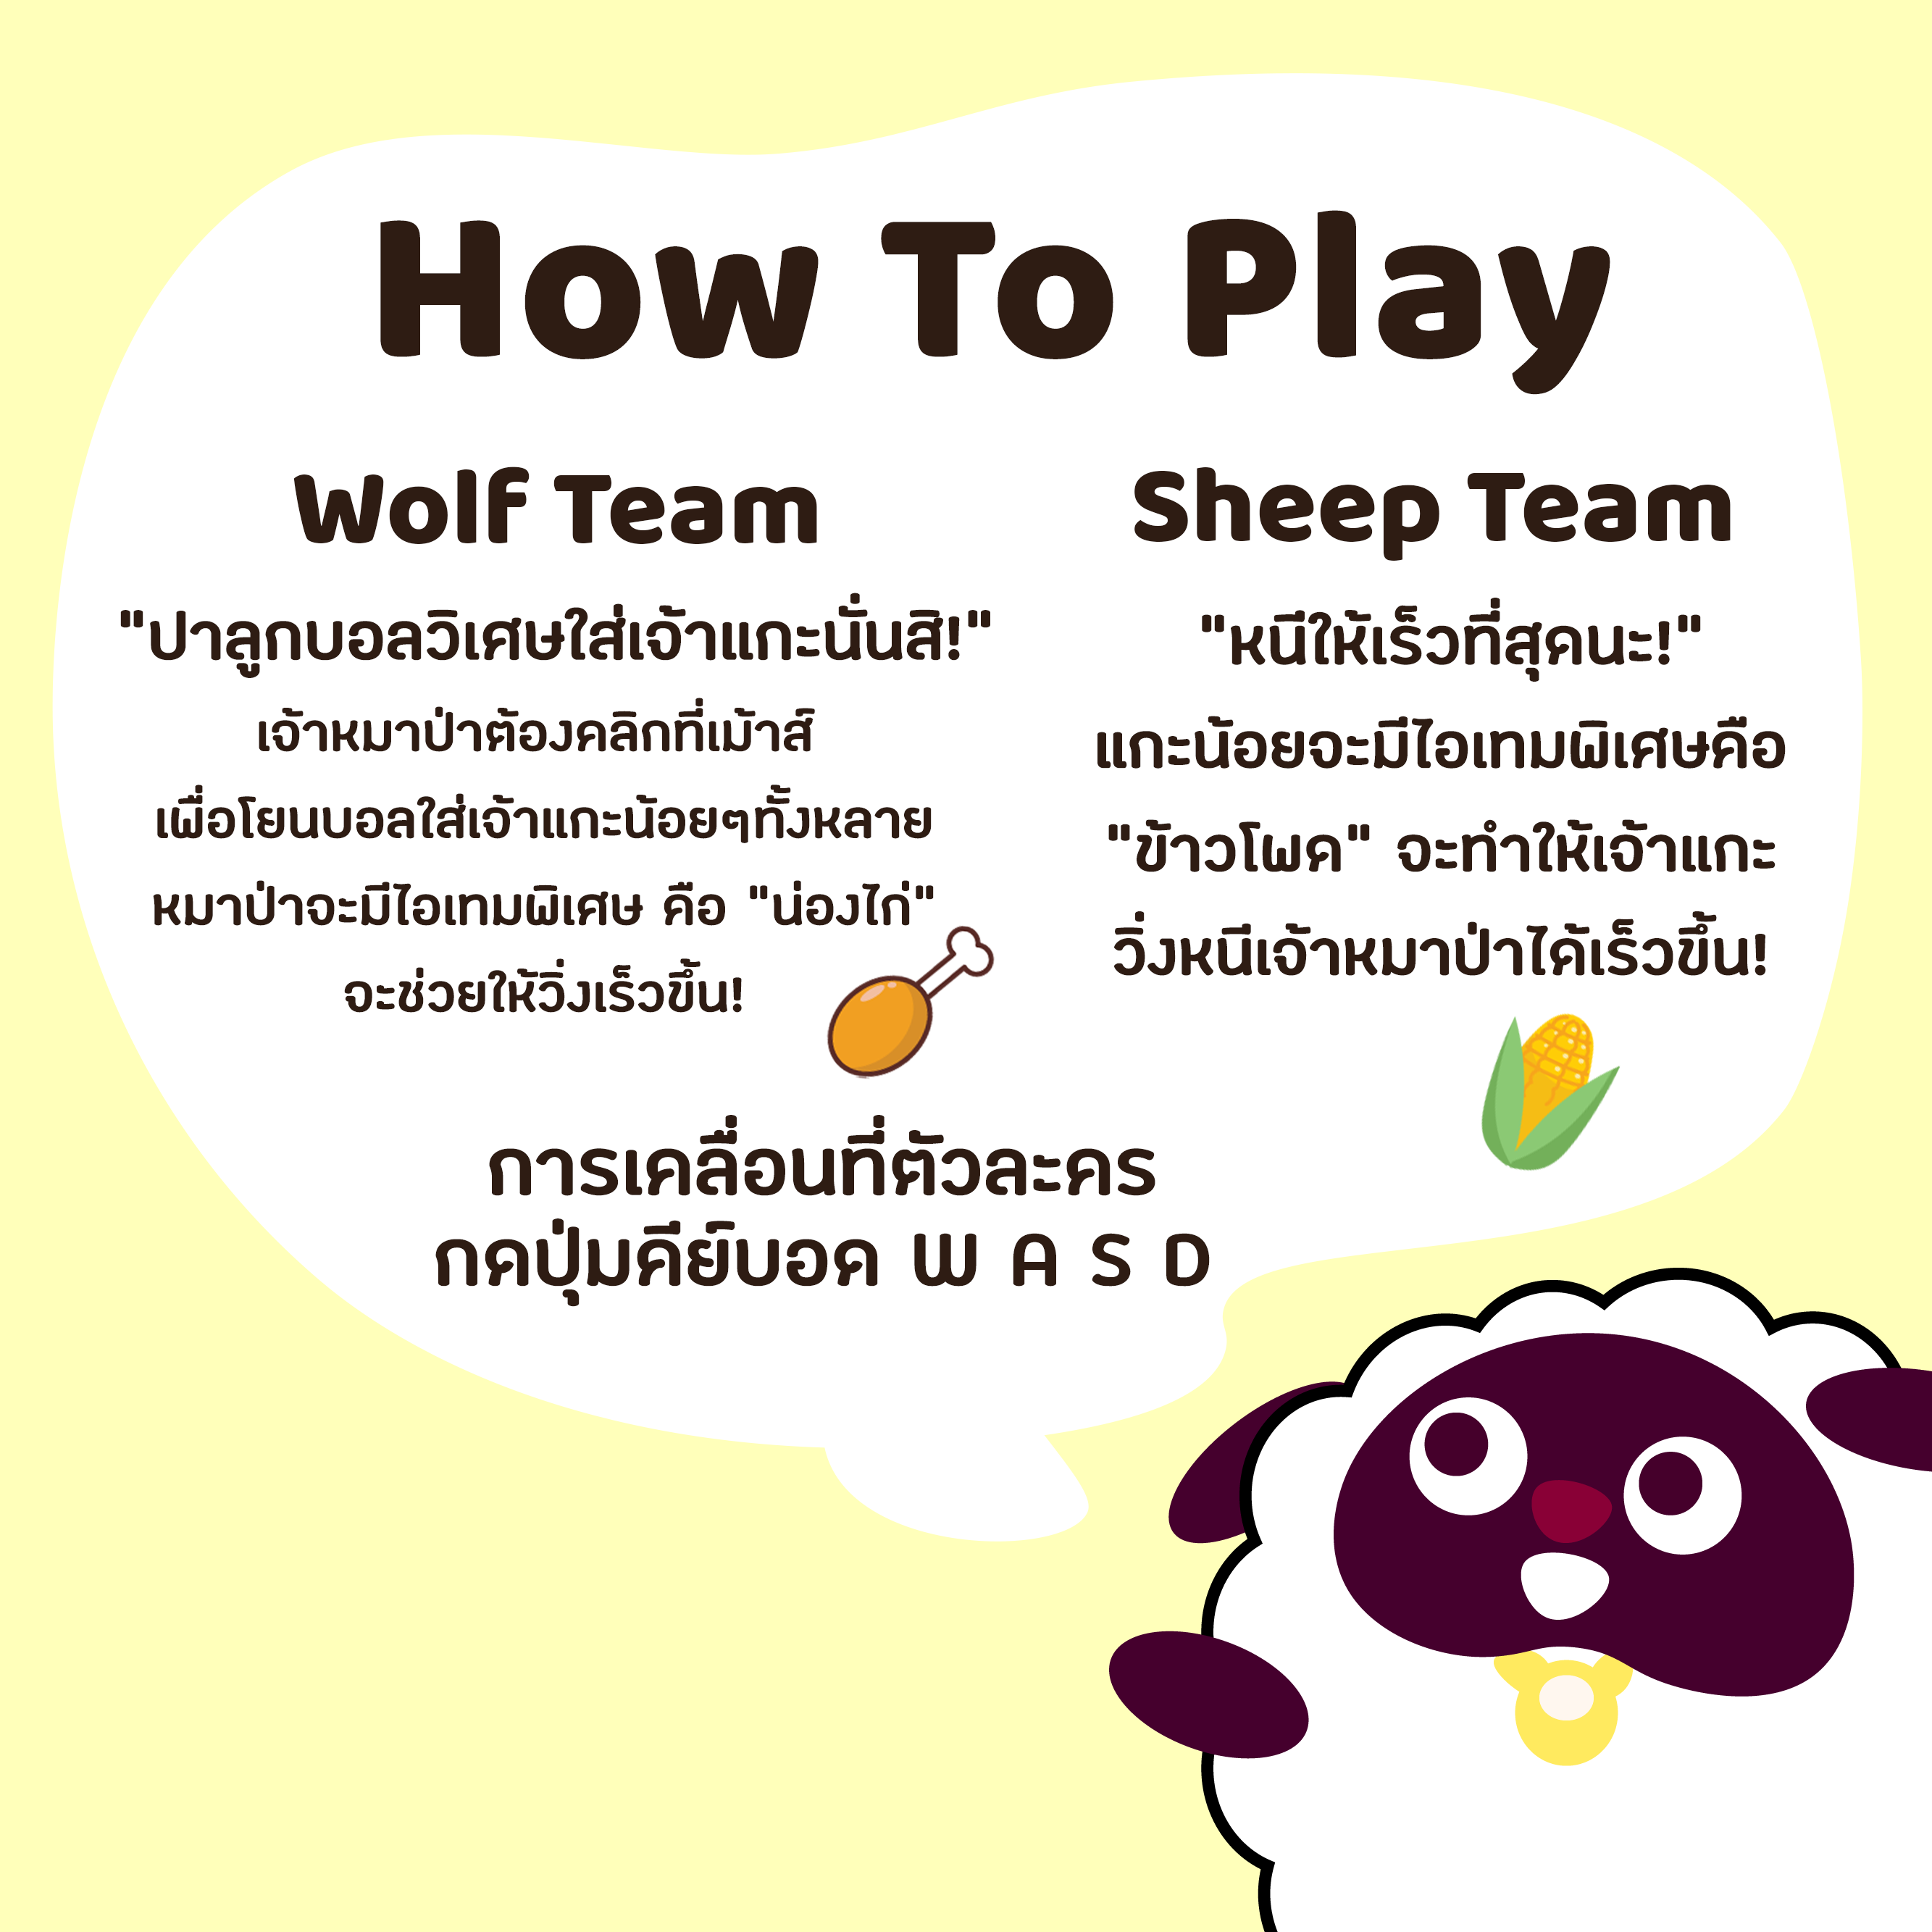 How To Play
Wolf Team
"ปาลูกบอลวิเศษใส่เจ้าแกะนั่นสิ!"
เจ้าหมาป่าต้องคลิกที่เม้าส์
เพื่อโยนบอลใส่เจ้าแกะน้อยๆทั้งหลาย
หมาป่าจะมีไอเทมพิเศษ คือ "น่องไก่"
จะช่วยให้วิ่งเร็วขึ้น!
Sheep Team
"หนีให้เร็วที่สุดนะ!"
แกะน้อยจะมีไอเทมพิเศษคือ
"ข้าวโพด" จะทำให้เจ้าแกะ
วิ่งหนีเจ้าหมาป่าได้เร็วขึ้น!
การเคลื่อนที่ตัวละคร
กดปุ่มคีย์บอด W A S D